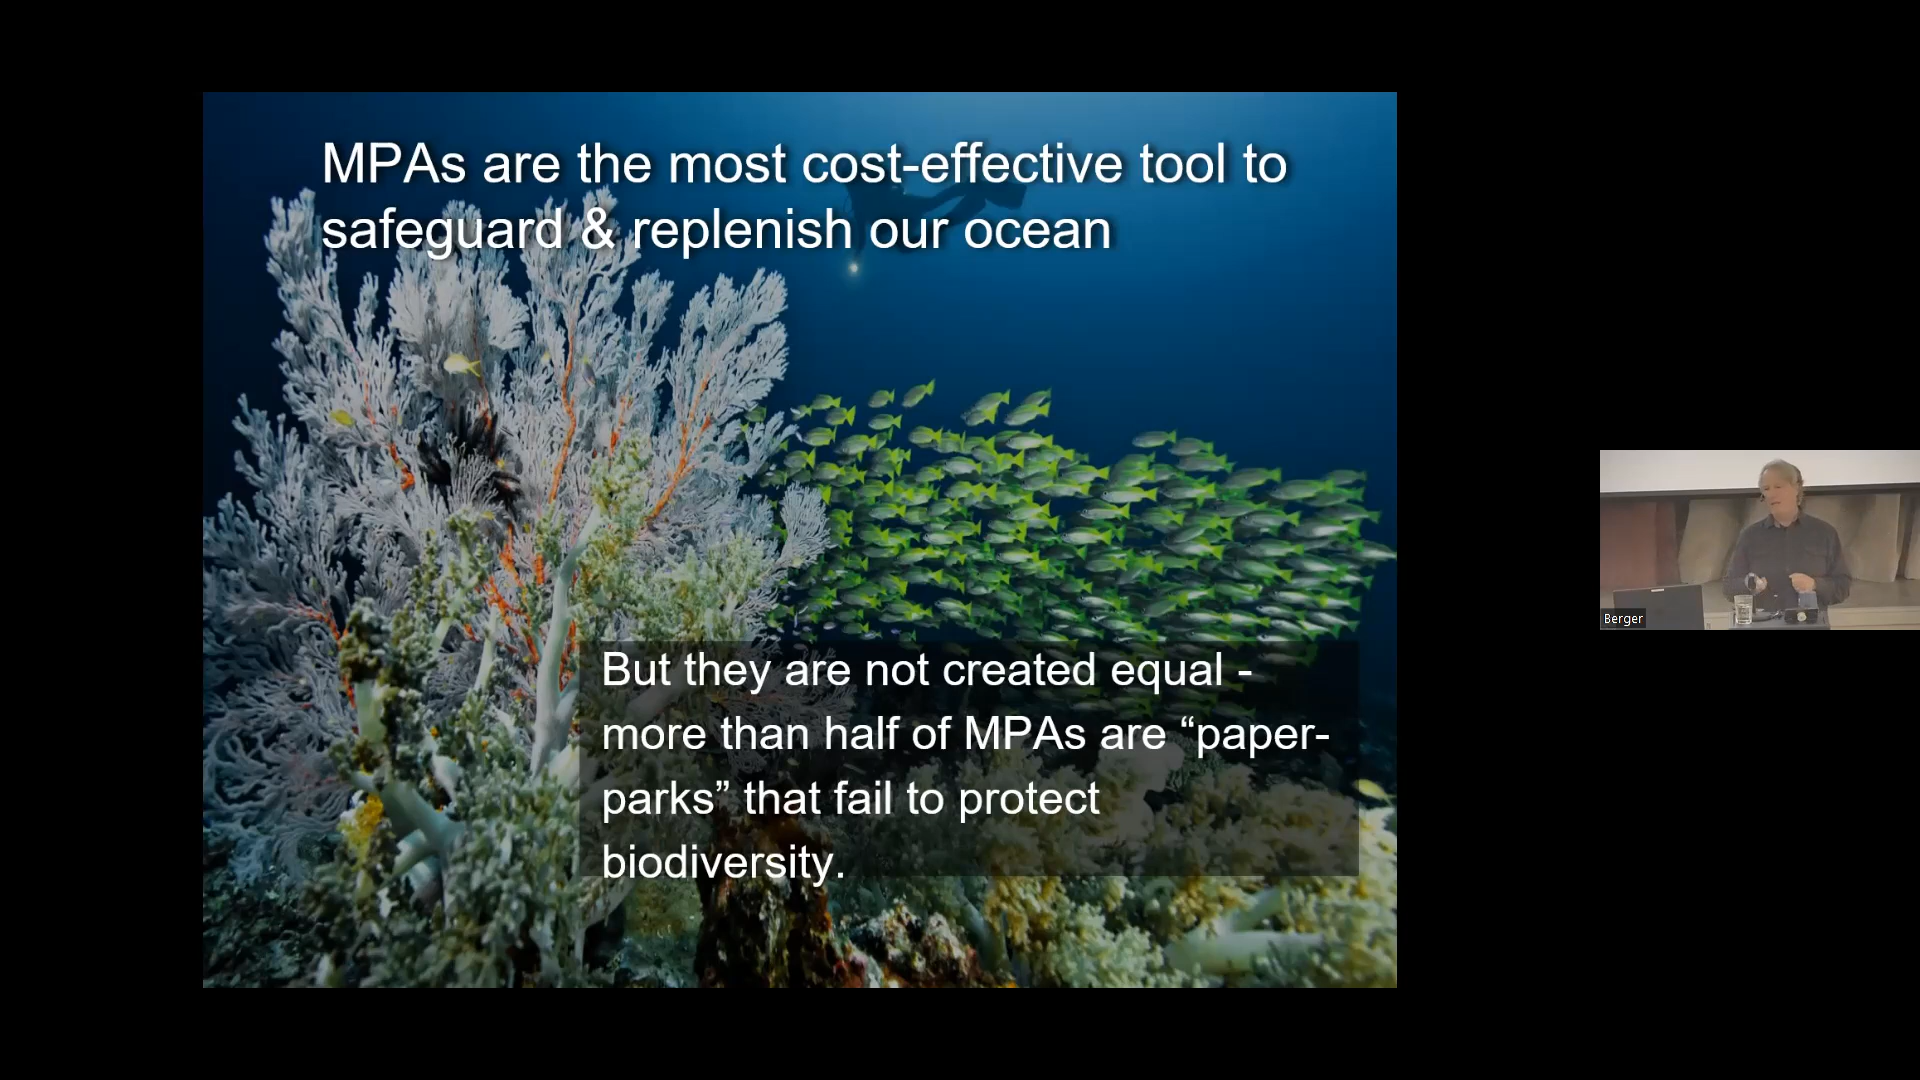 MPAs are the most cost-effective tool to
safeguard & replenish our ocean
But they are not created equal -
more than half of MPAs are “paper-
parks” that fail to protect
biodiversity.
Berger